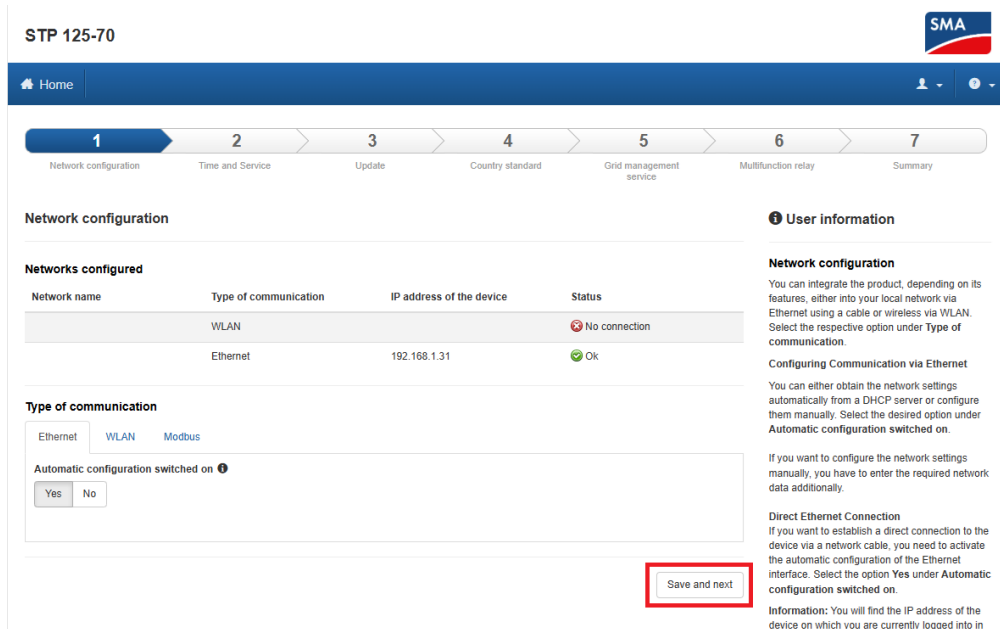 STP 125-70
SMA
Home
1
2
3
4
5
6
7
Network configuration
Time and Service
Update
Country standard
Grid management
service
Multifunction relay
Summary
Network configuration
Networks configured
Network name Type of communication IP address of the device Status
WLAN No connection
Ethernet 192.168.1.31 Ok
Type of communication
Ethernet WLAN Modbus
Automatic configuration switched on
Yes No
Save and next
User information
Network configuration
You can integrate the product, depending on its
features, either into your local network via
Ethernet using a cable or wireless via WLAN.
Select the respective option under Type of
communication.
Configuring Communication via Ethernet
You can either obtain the network settings
automatically from a DHCP server or configure
them manually. Select the desired option under
Automatic configuration switched on.
If you want to configure the network settings
manually, you have to enter the required network
data additionally.
Direct Ethernet Connection
If you want to establish a direct connection to the
device via a network cable, you need to activate
the automatic configuration of the Ethernet
interface. Select the option Yes under Automatic
configuration switched on.
Information: You will find the IP address of the
device on which you are currently logged into in